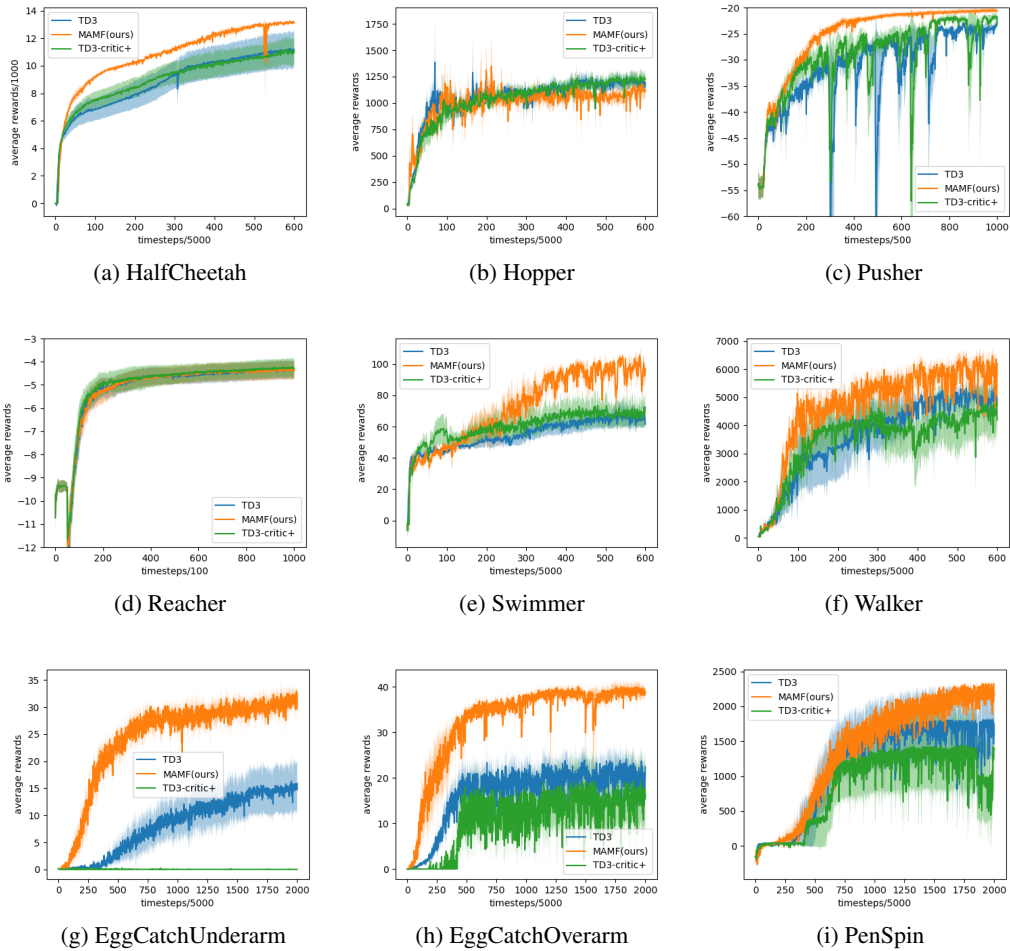 TD3
MAMF(ours)
TD3-critic+
average rewards/1000
14
12
10
8
6
4
2
0
0 100 200 300 400 500 600
timesteps/5000
(a) HalfCheetah
TD3
MAMF(ours)
TD3-critic+
average rewards
1750
1500
1250
1000
750
500
250
0
0 100 200 300 400 500 600
timesteps/5000
(b) Hopper
TD3
MAMF(ours)
TD3-critic+
average rewards
−20
−25
−30
−35
−40
−45
−50
−55
−60
0 200 400 600 800 1000
timesteps/5000
(c) Pusher
TD3
MAMF(ours)
TD3-critic+
average rewards
−3
−4
−5
−6
−7
−8
−9
−10
−11
−12
0 200 400 600 800 1000
timesteps/100
(d) Reacher
TD3
MAMF(ours)
TD3-critic+
average rewards
100
80
60
40
20
0
0 100 200 300 400 500 600
timesteps/5000
(e) Swimmer
TD3
MAMF(ours)
TD3-critic+
average rewards
7000
6000
5000
4000
3000
2000
1000
0
0 100 200 300 400 500 600
timesteps/5000
(f) Walker
TD3
MAMF(ours)
TD3-critic+
average rewards
35
30
25
20
15
10
5
0
0 250 500 750 1000 1250 1500 1750 2000
timesteps/5000
(g) EggCatchUnderarm
TD3
MAMF(ours)
TD3-critic+
average rewards
40
30
20
10
0
0 250 500 750 1000 1250 1500 1750 2000
timesteps/5000
(h) EggCatchOverarm
TD3
MAMF(ours)
TD3-critic+
average rewards
2500
2000
1500
1000
500
0
0 250 500 750 1000 1250 1500 1750 2000
timesteps/5000
(i) PenSpin